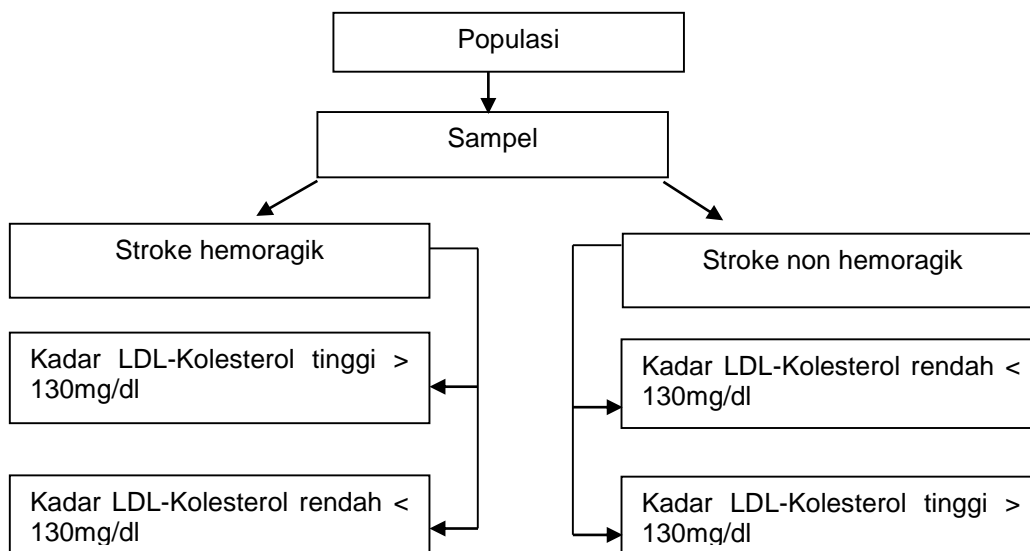 Populasi
Sampel
Stroke hemoragik
Stroke non hemoragik
Kadar LDL-Kolesterol tinggi >
130mg/dl
Kadar LDL-Kolesterol rendah <
130mg/dl
Kadar LDL-Kolesterol rendah <
130mg/dl
Kadar LDL-Kolesterol tinggi >
130mg/dl